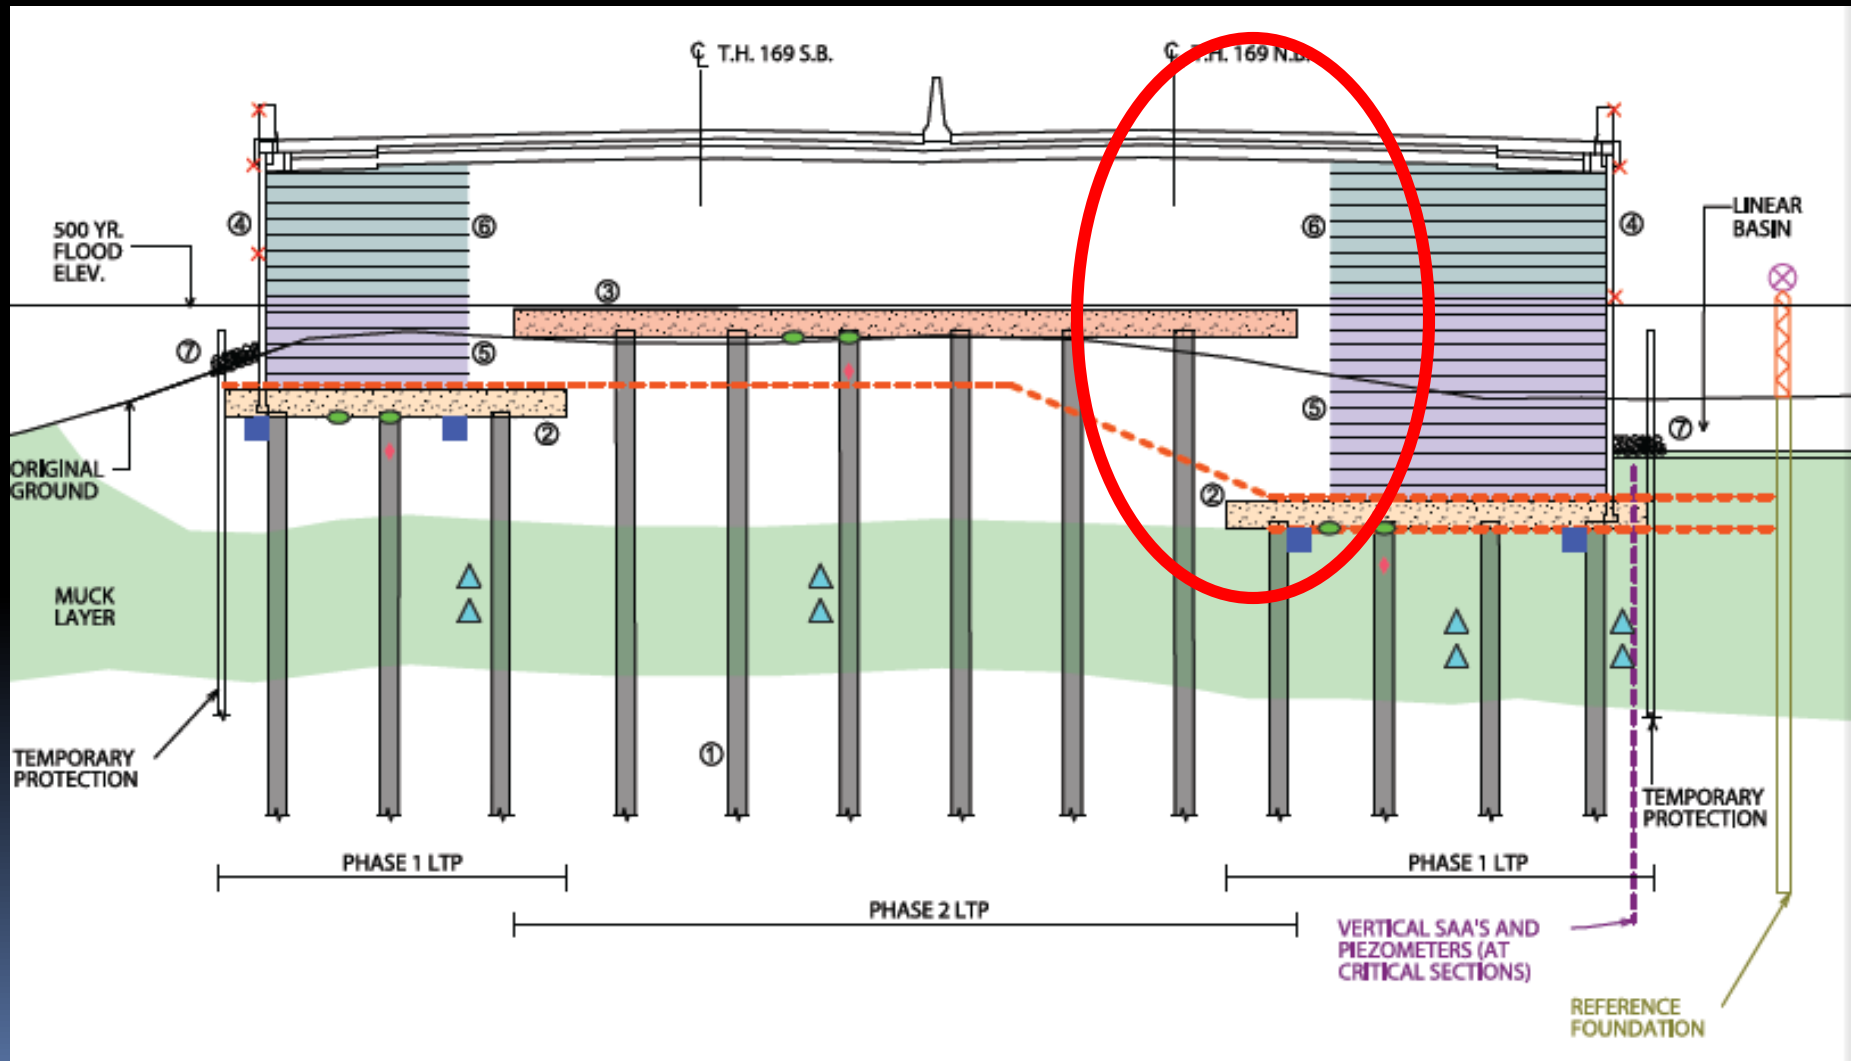 ℄ T.H. 169 S.B.
℄ T.H. 169 N.B.
④
⑥
⑥
④
500 YR.
FLOOD
ELEV.
LINEAR
BASIN
③
⑦
⑤
⑤
②
⑦
ORIGINAL
GROUND
②
MUCK
LAYER
①
TEMPORARY
PROTECTION
TEMPORARY
PROTECTION
PHASE 1 LTP
PHASE 1 LTP
PHASE 2 LTP
VERTICAL SAA'S AND
PIEZOMETERS (AT
CRITICAL SECTIONS)
REFERENCE
FOUNDATION